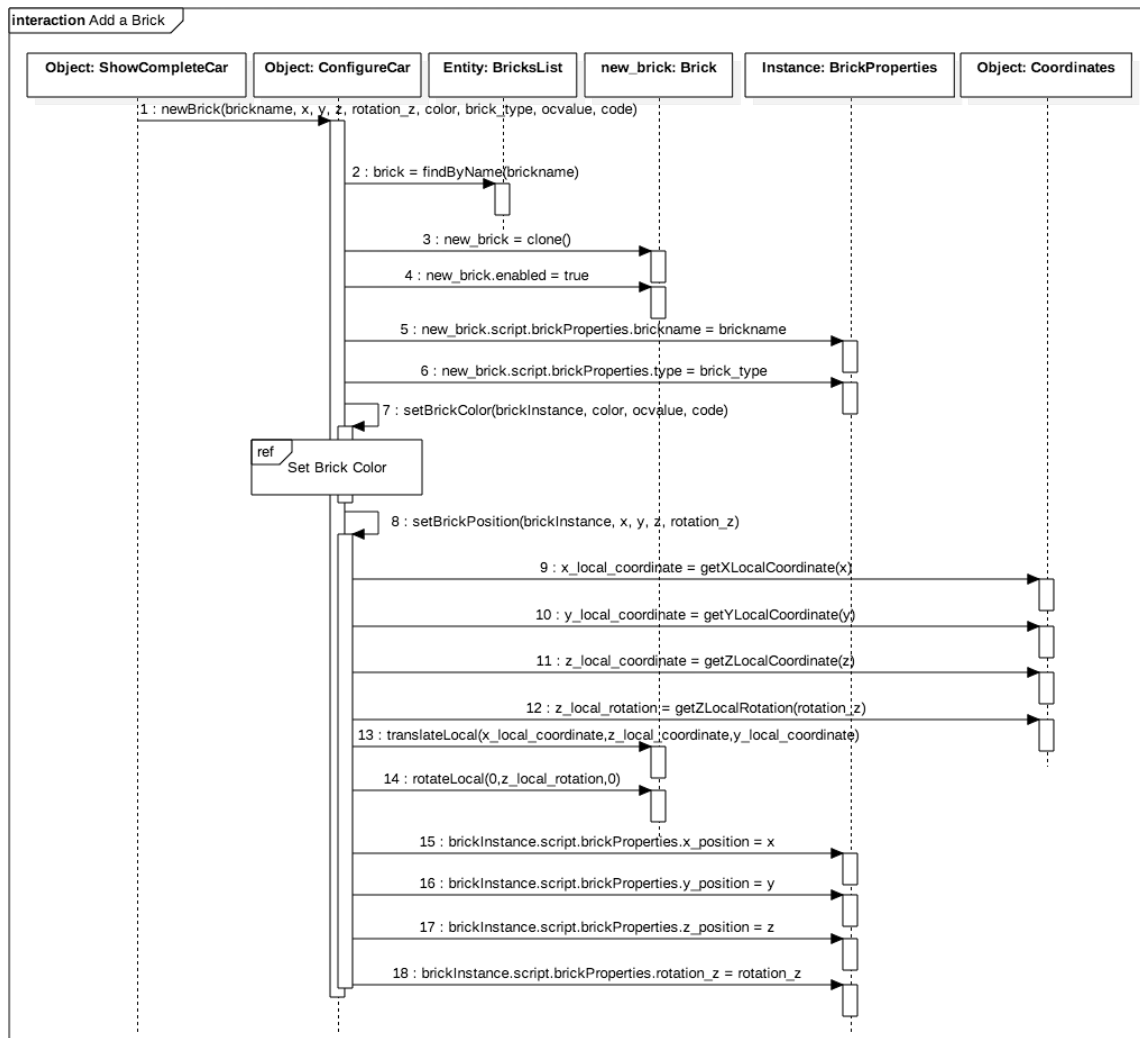 interaction Add a Brick
Object: ShowCompleteCar
Object: ConfigureCar
Entity: BricksList
new_brick: Brick
Instance: BrickProperties
Object: Coordinates
1 : newBrick(brickname, x, y, z, rotation_z, color, brick_type, ocvalue, code)
2 : brick = findByName(brickname)
3 : new_brick = clone()
4 : new_brick.enabled = true
5 : new_brick.script.brickProperties.brickname = brickname
6 : new_brick.script.brickProperties.type = brick_type
7 : setBrickColor(brickInstance, color, ocvalue, code)
ref
Set Brick Color
8 : setBrickPosition(brickInstance, x, y, z, rotation_z)
9 : x_local_coordinate = getXLocalCoordinate(x)
10 : y_local_coordinate = getYLocalCoordinate(y)
11 : z_local_coordinate = getZLocalCoordinate(z)
12 : z_local_rotation = getZLocalRotation(rotation_z)
13 : translateLocal(x_local_coordinate,z_local_coordinate,y_local_coordinate)
14 : rotateLocal(0,z_local_rotation,0)
15 : brickInstance.script.brickProperties.x_position = x
16 : brickInstance.script.brickProperties.y_position = y
17 : brickInstance.script.brickProperties.z_position = z
18 : brickInstance.script.brickProperties.rotation_z = rotation_z